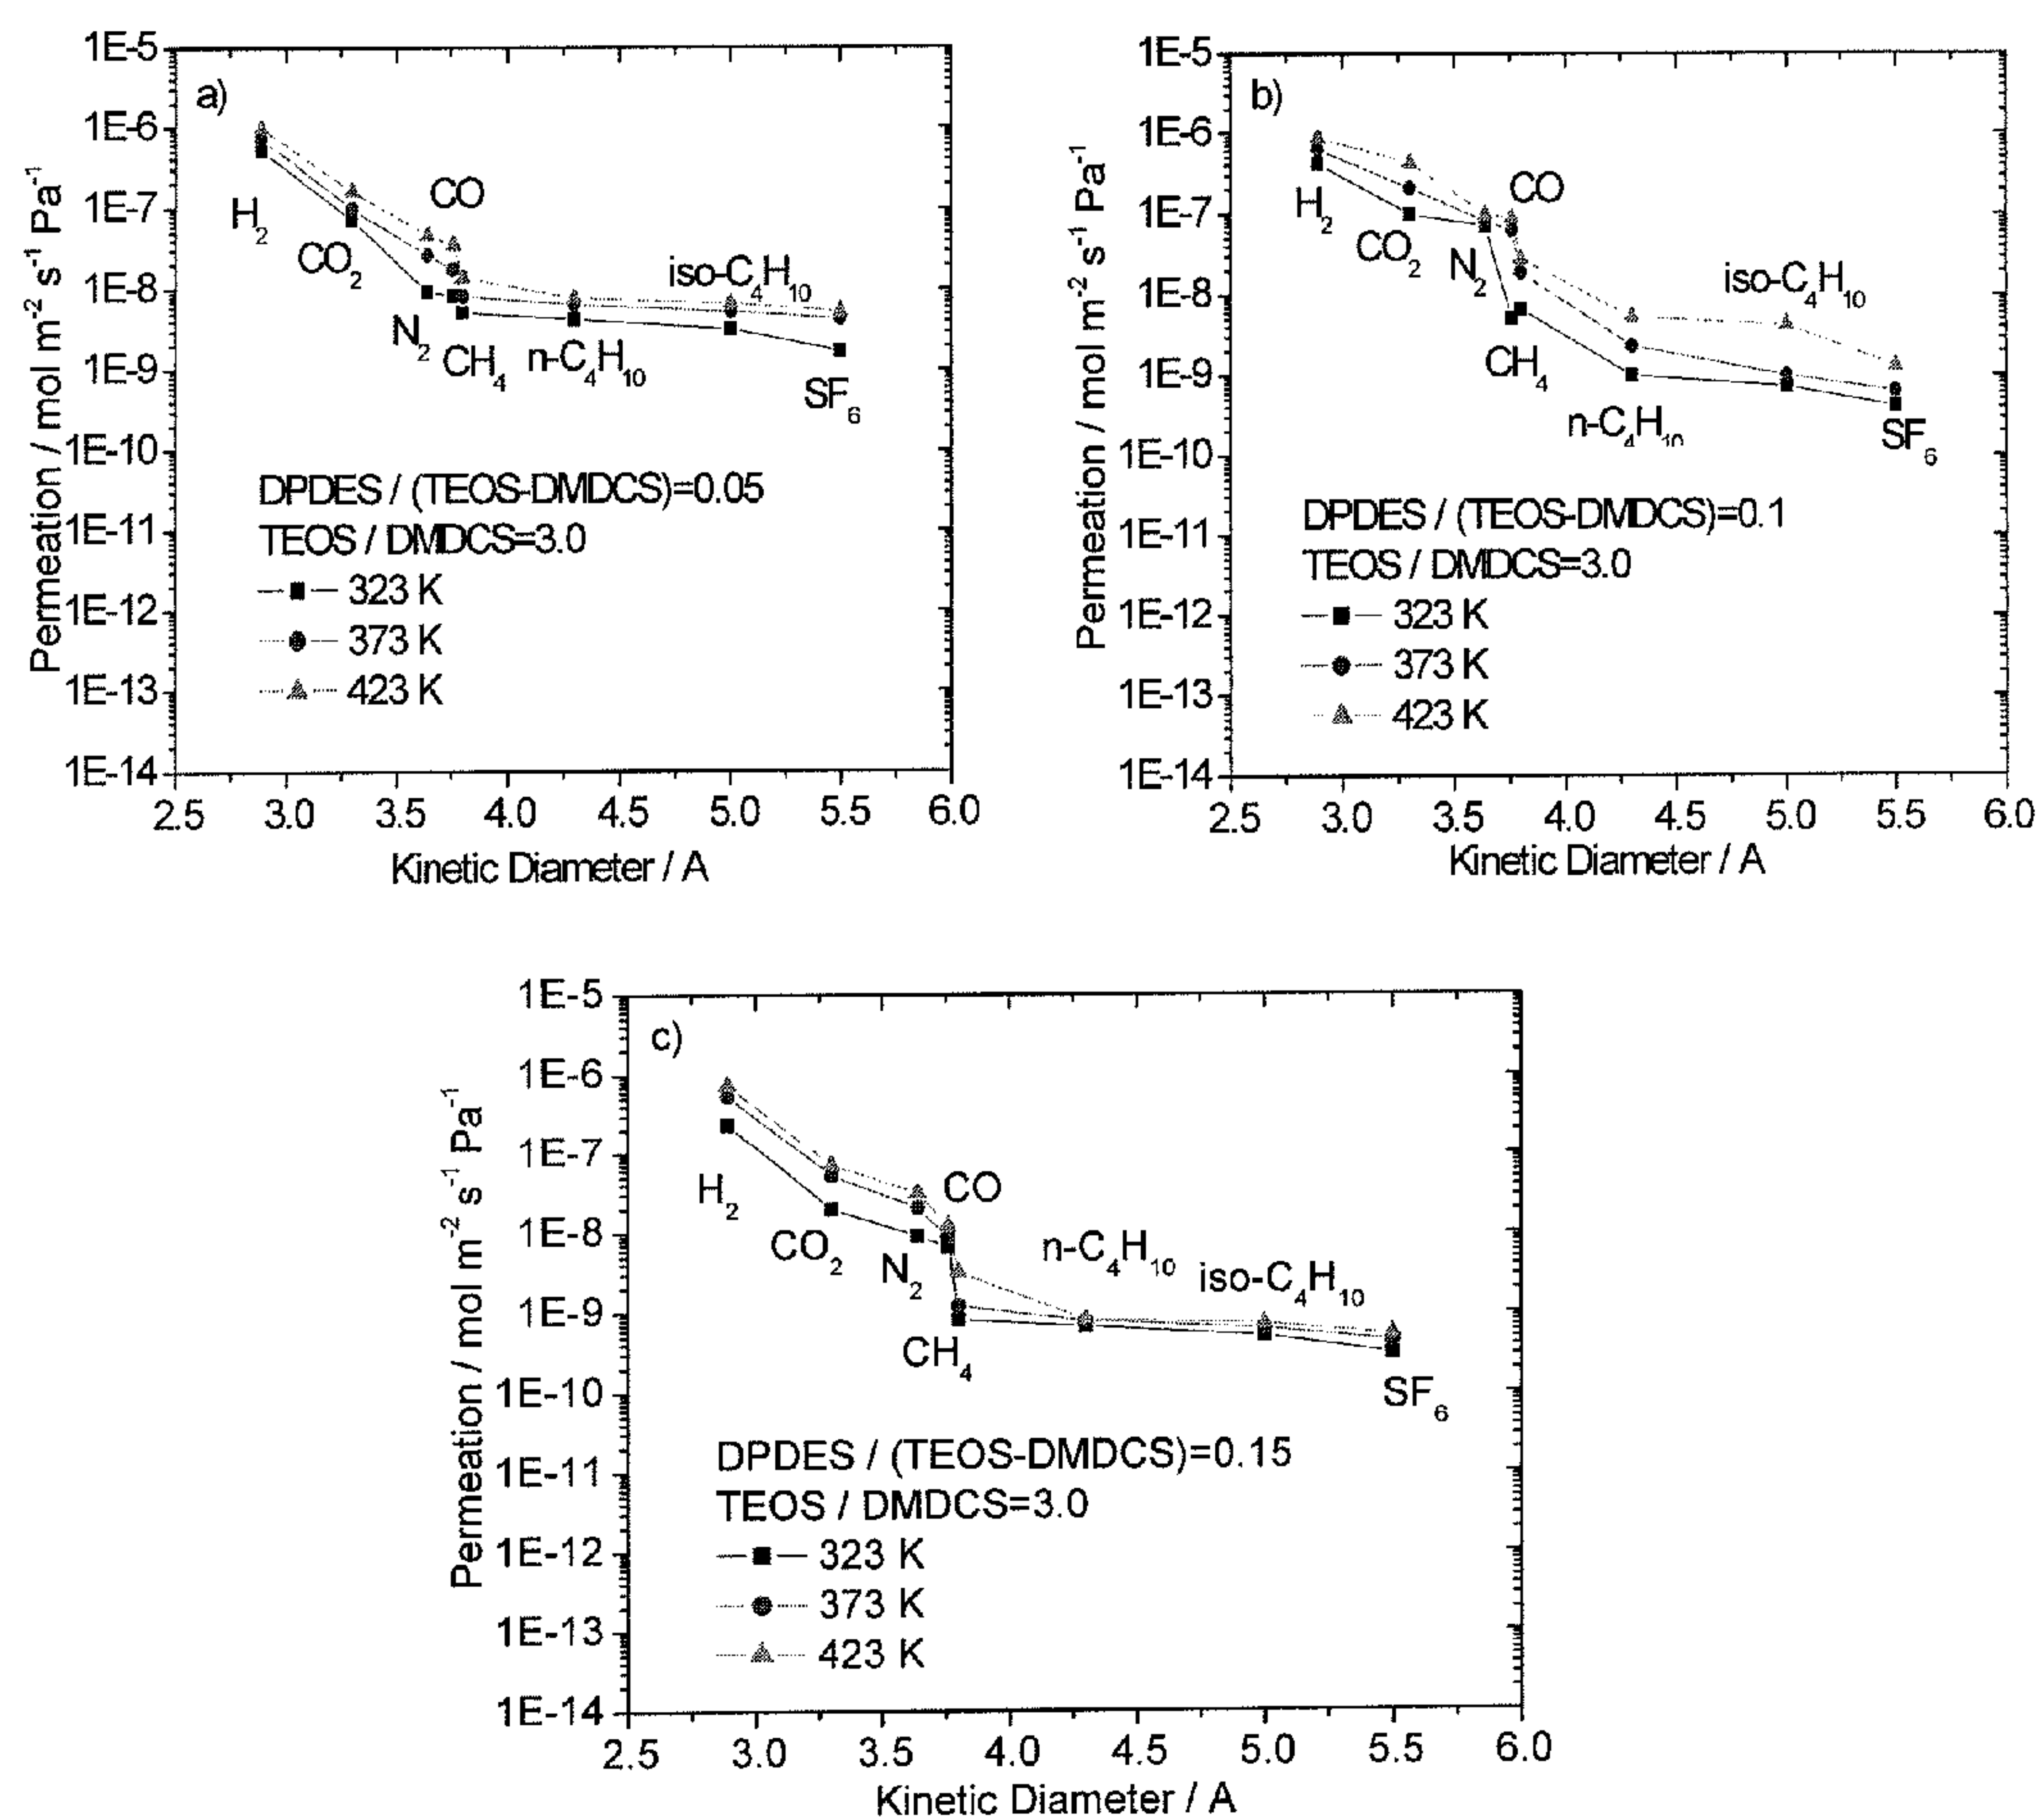 a)
1E-5
1E-6
1E-7
1E-8
1E-9
1E-10
1E-11
1E-12
1E-13
1E-14
Permeation / mol m-2 s-1 Pa-1
H2
CO2
N2
CO
CH4
n-C4H10
iso-C4H10
SF6
DPDES / (TEOS-DMDCS)=0.05
TEOS / DMDCS=3.0
323 K
373 K
423 K
2.5 3.0 3.5 4.0 4.5 5.0 5.5 6.0
Kinetic Diameter / A
b)
1E-5
1E-6
1E-7
1E-8
1E-9
1E-10
1E-11
1E-12
1E-13
1E-14
Permeation / mol m-2 s-1 Pa-1
H2
CO2
N2
CO
CH4
n-C4H10
iso-C4H10
SF6
DPDES / (TEOS-DMDCS)=0.1
TEOS / DMDCS=3.0
323 K
373 K
423 K
2.5 3.0 3.5 4.0 4.5 5.0 5.5 6.0
Kinetic Diameter / A
c)
1E-5
1E-6
1E-7
1E-8
1E-9
1E-10
1E-11
1E-12
1E-13
1E-14
Permeation / mol m-2 s-1 Pa-1
H2
CO2
N2
CO
CH4
n-C4H10
iso-C4H10
SF6
DPDES / (TEOS-DMDCS)=0.15
TEOS / DMDCS=3.0
323 K
373 K
423 K
2.5 3.0 3.5 4.0 4.5 5.0 5.5 6.0
Kinetic Diameter / A